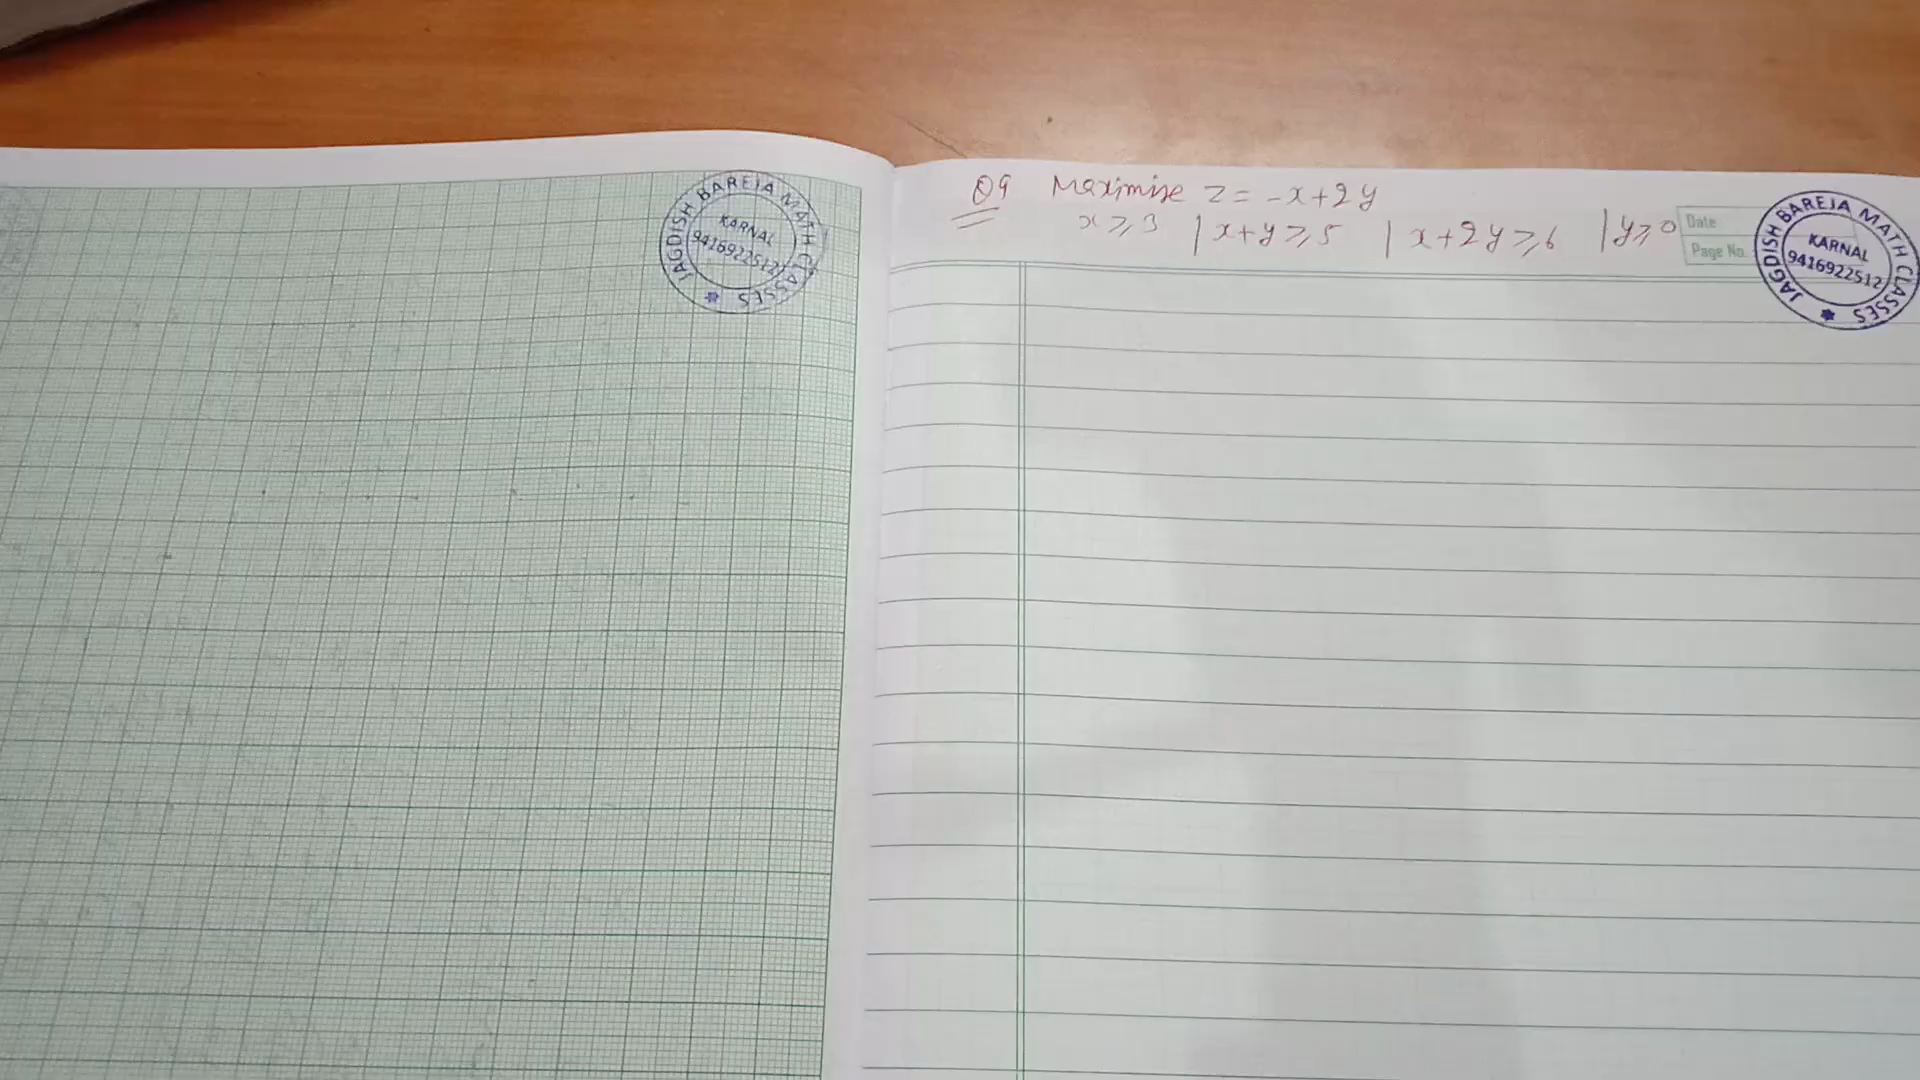 JAGDISH BAREJA MATH CLASSES
KARNAL
9416922512
Q9 Maximise Z = -x+2y
x ≥ 3 | x+y ≥ 5 | x+2y ≥ 6 | y ≥ 0
Date
Page No.
JAGDISH BAREJA MATH CLASSES
KARNAL
9416922512